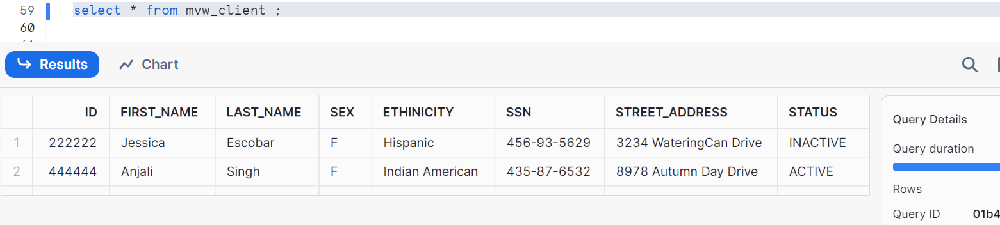 59 select * from mvw_client ;
60
Results Chart
ID FIRST_NAME LAST_NAME SEX ETHINICITY SSN STREET_ADDRESS STATUS
1 222222 Jessica Escobar F Hispanic 456-93-5629 3234 WateringCan Drive INACTIVE
2 444444 Anjali Singh F Indian American 435-87-6532 8978 Autumn Day Drive ACTIVE
Query Details
Query duration
Rows
Query ID 01b4